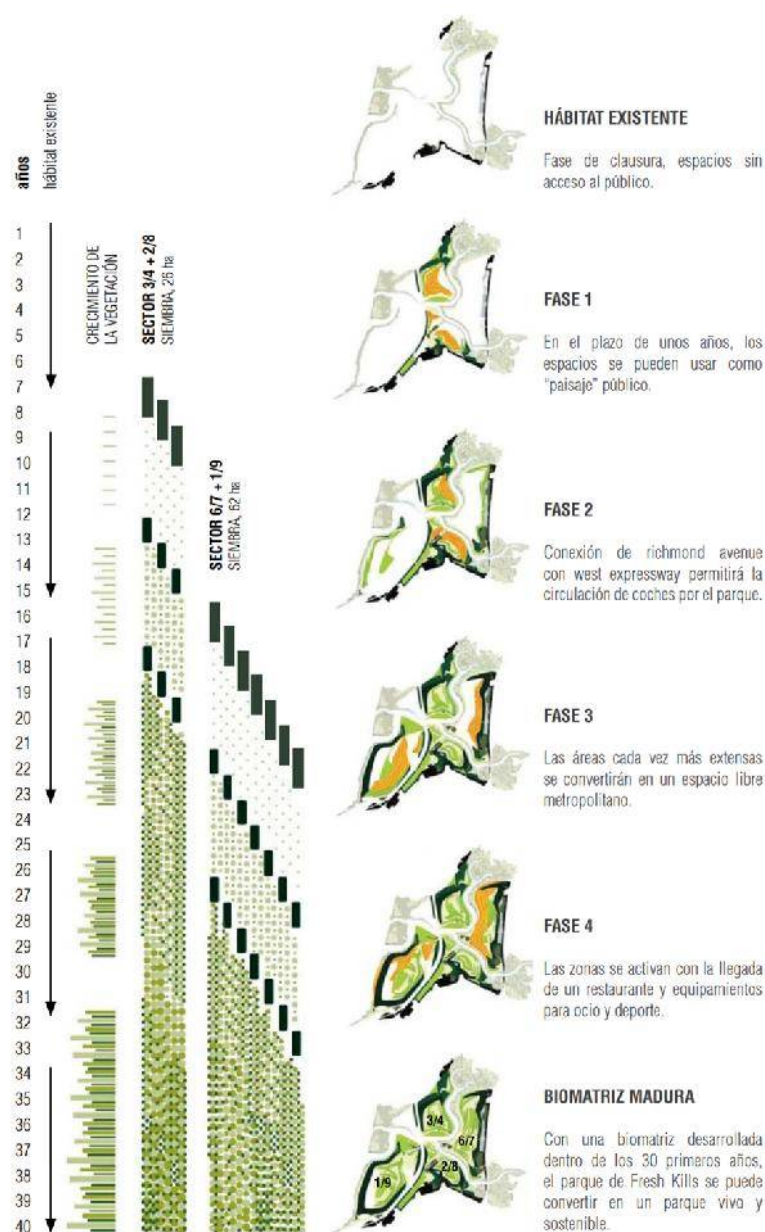 HÁBITAT EXISTENTE
Fase de clausura, espacios sin
acceso al público.
años
hábitat existente
1
2
3
4
5
6
7
8
9
10
11
12
13
14
15
16
17
18
19
20
21
22
23
24
25
26
27
28
29
30
31
32
33
34
35
36
37
38
39
40
CRECIMIENTO DE
LA VEGETACIÓN
SECTOR 3/4 + 2/8
SIEMBRA, 26 ha
SECTOR 6/7 + 1/9
SIEMBRA, 62 ha
FASE 1
En el plazo de unos años, los
espacios se pueden usar como
"paisaje" público.
FASE 2
Conexión de richmond avenue
con west expressway permitirá la
circulación de coches por el parque.
FASE 3
Las áreas cada vez más extensas
se convertirán en un espacio libre
metropolitano.
FASE 4
Las zonas se activan con la llegada
de un restaurante y equipamientos
para ocio y deporte.
3/4
6/7
2/8
1/9
BIOMATRIZ MADURA
Con una biomatriz desarrollada
dentro de los 30 primeros años,
el parque de Fresh Kills se puede
convertir en un parque vivo y
sostenible.